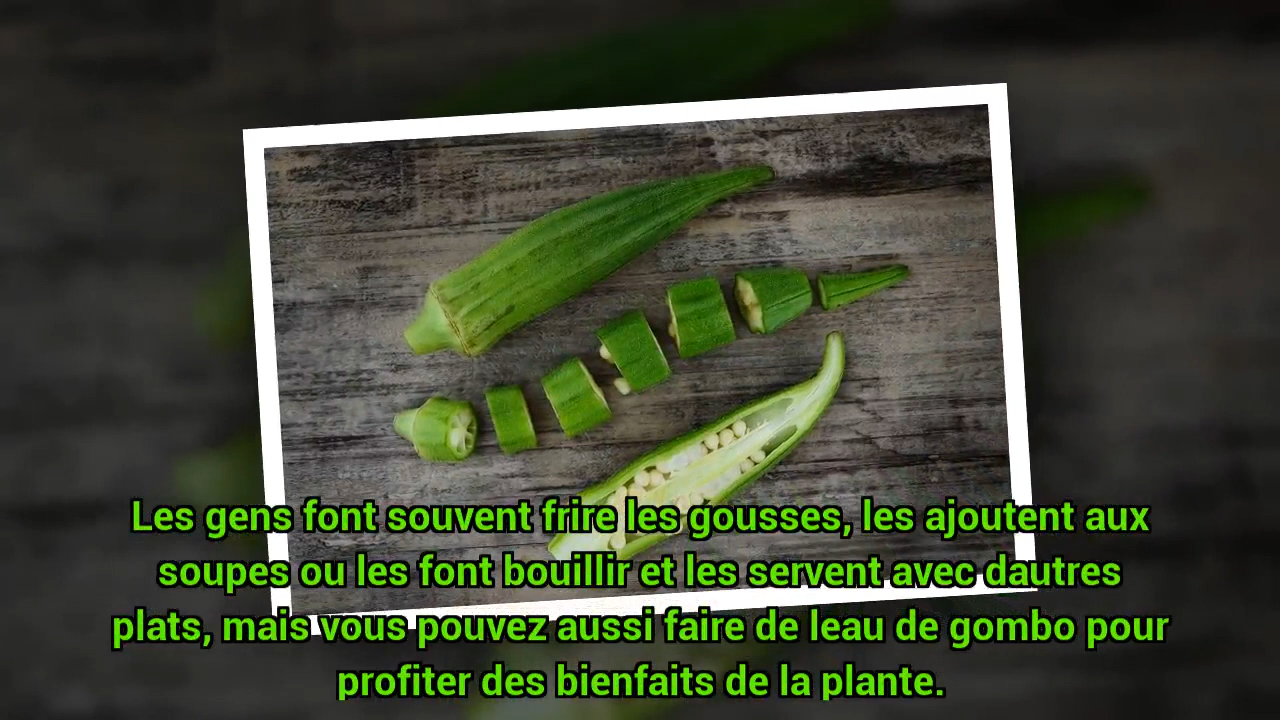 Les gens font souvent frire les gousses, les ajoutent aux
soupes ou les font bouillir et les servent avec dautres
plats, mais vous pouvez aussi faire de leau de gombo pour
profiter des bienfaits de la plante.